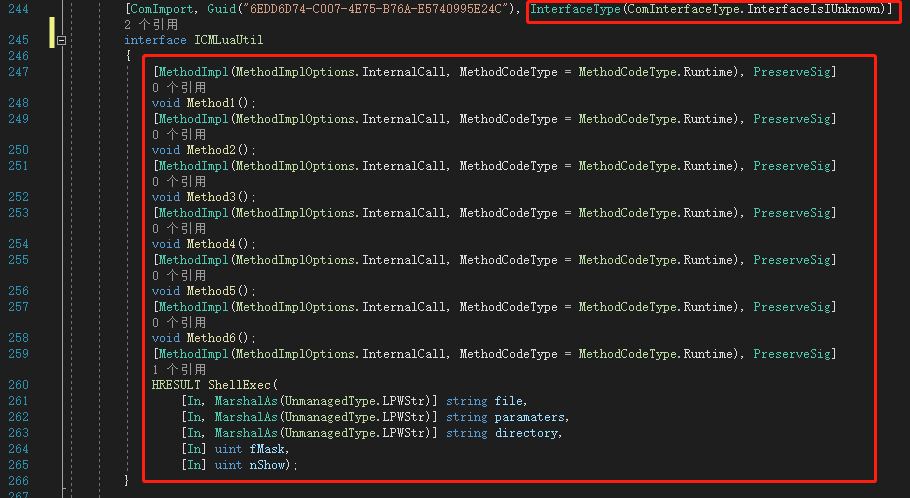 244 [ComImport, Guid("6EDD6D74-C007-4E75-B76A-E5740995E24C"), InterfaceType(ComInterfaceType.InterfaceIsIUnknown)]
2 个引用
245 interface ICMLuaUtil
246 {
247 [MethodImpl(MethodImplOptions.InternalCall, MethodCodeType = MethodCodeType.Runtime), PreserveSig]
0 个引用
248 void Method1();
249 [MethodImpl(MethodImplOptions.InternalCall, MethodCodeType = MethodCodeType.Runtime), PreserveSig]
0 个引用
250 void Method2();
251 [MethodImpl(MethodImplOptions.InternalCall, MethodCodeType = MethodCodeType.Runtime), PreserveSig]
0 个引用
252 void Method3();
253 [MethodImpl(MethodImplOptions.InternalCall, MethodCodeType = MethodCodeType.Runtime), PreserveSig]
0 个引用
254 void Method4();
255 [MethodImpl(MethodImplOptions.InternalCall, MethodCodeType = MethodCodeType.Runtime), PreserveSig]
0 个引用
256 void Method5();
257 [MethodImpl(MethodImplOptions.InternalCall, MethodCodeType = MethodCodeType.Runtime), PreserveSig]
0 个引用
258 void Method6();
259 [MethodImpl(MethodImplOptions.InternalCall, MethodCodeType = MethodCodeType.Runtime), PreserveSig]
1 个引用
260 HRESULT ShellExec(
261 [In, MarshalAs(UnmanagedType.LPWStr)] string file,
262 [In, MarshalAs(UnmanagedType.LPWStr)] string paramaters,
263 [In, MarshalAs(UnmanagedType.LPWStr)] string directory,
264 [In] uint fMask,
265 [In] uint nShow);
266 }
267